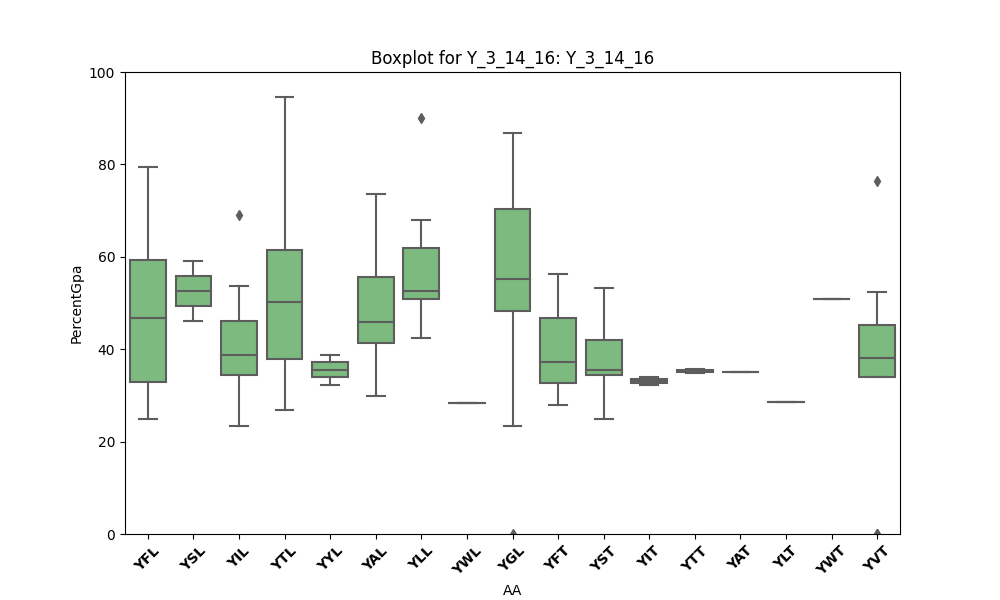 Boxplot for Y_3_14_16: Y_3_14_16
100
80
60
40
20
0
PercentGpa
YFL YSL YIL YTL YYL YAL YLL YWL YGL YFT YST YIT YTT YAT YLT YWT YVT
AA